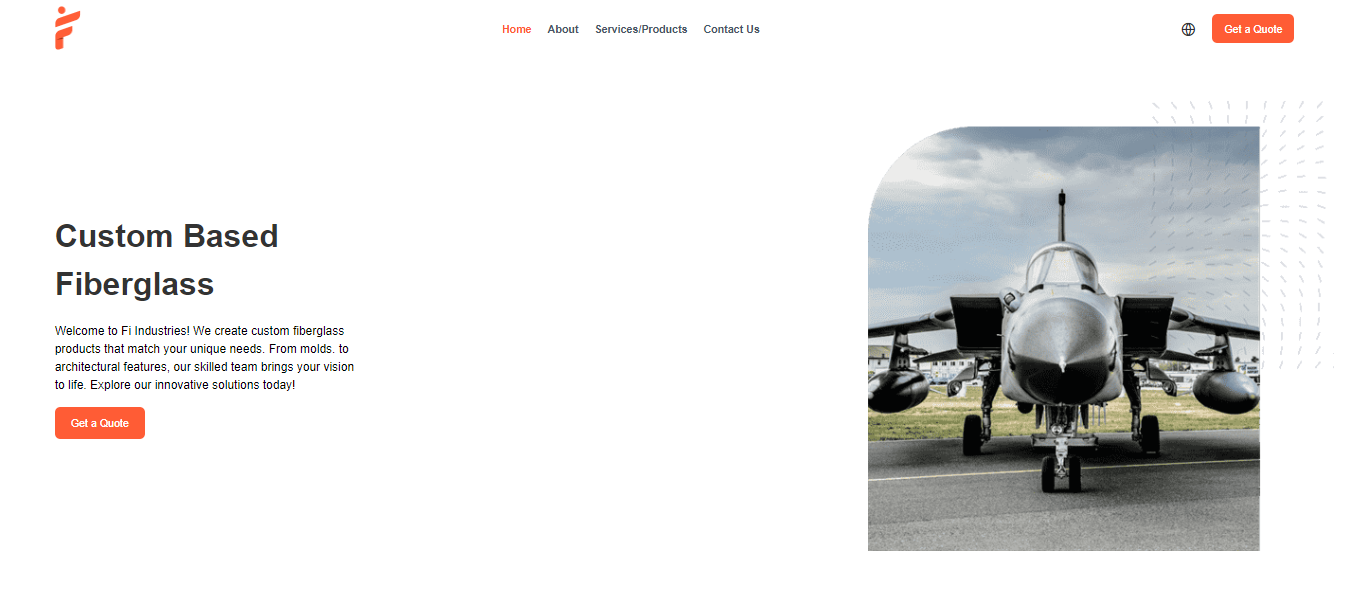 Home About Services/Products Contact Us Get a Quote
Custom Based
Fiberglass
Welcome to Fi Industries! We create custom fiberglass
products that match your unique needs. From molds. to
architectural features, our skilled team brings your vision
to life. Explore our innovative solutions today!
Get a Quote